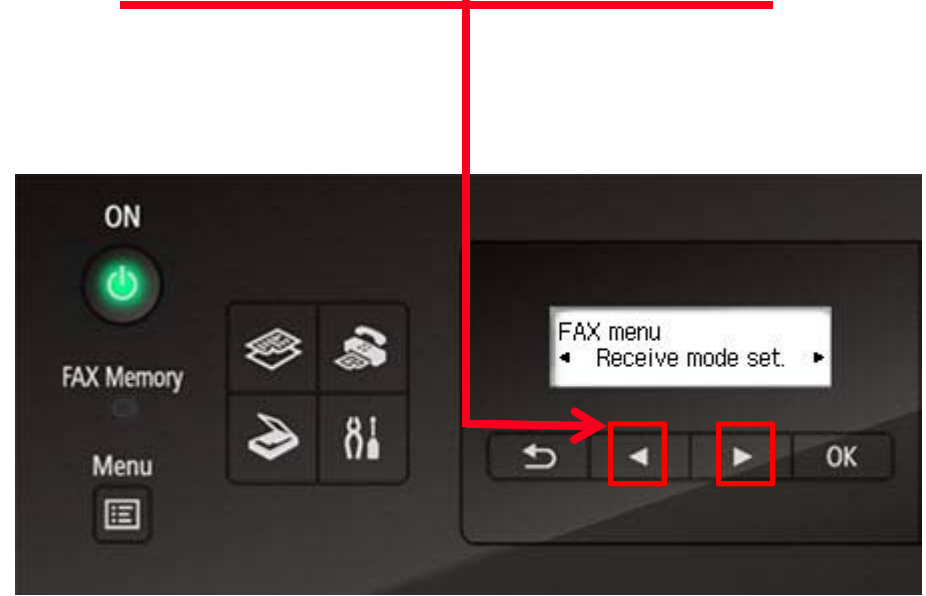 ON
FAX Memory
Menu
FAX menu
Receive mode set.
OK